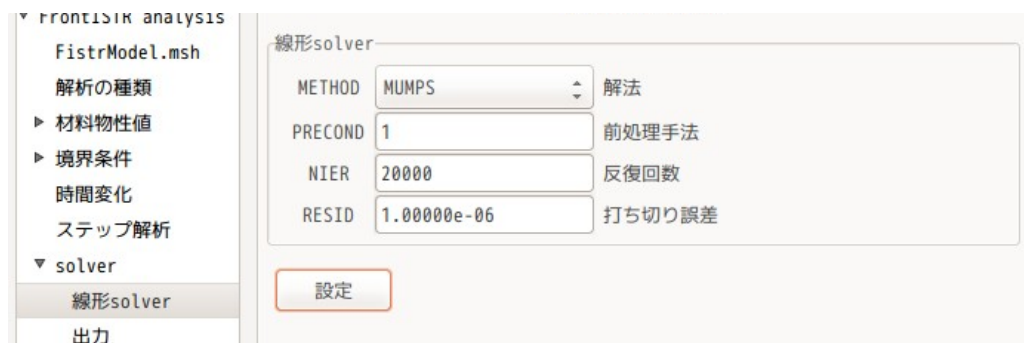 FrontISTR analysis
FistrModel.msh
解析の種類
材料物性値
境界条件
時間変化
ステップ解析
solver
線形solver
出力
線形solver
METHOD MUMPS 解法
PRECOND 1 前処理手法
NIER 20000 反復回数
RESID 1.00000e-06 打ち切り誤差
設定